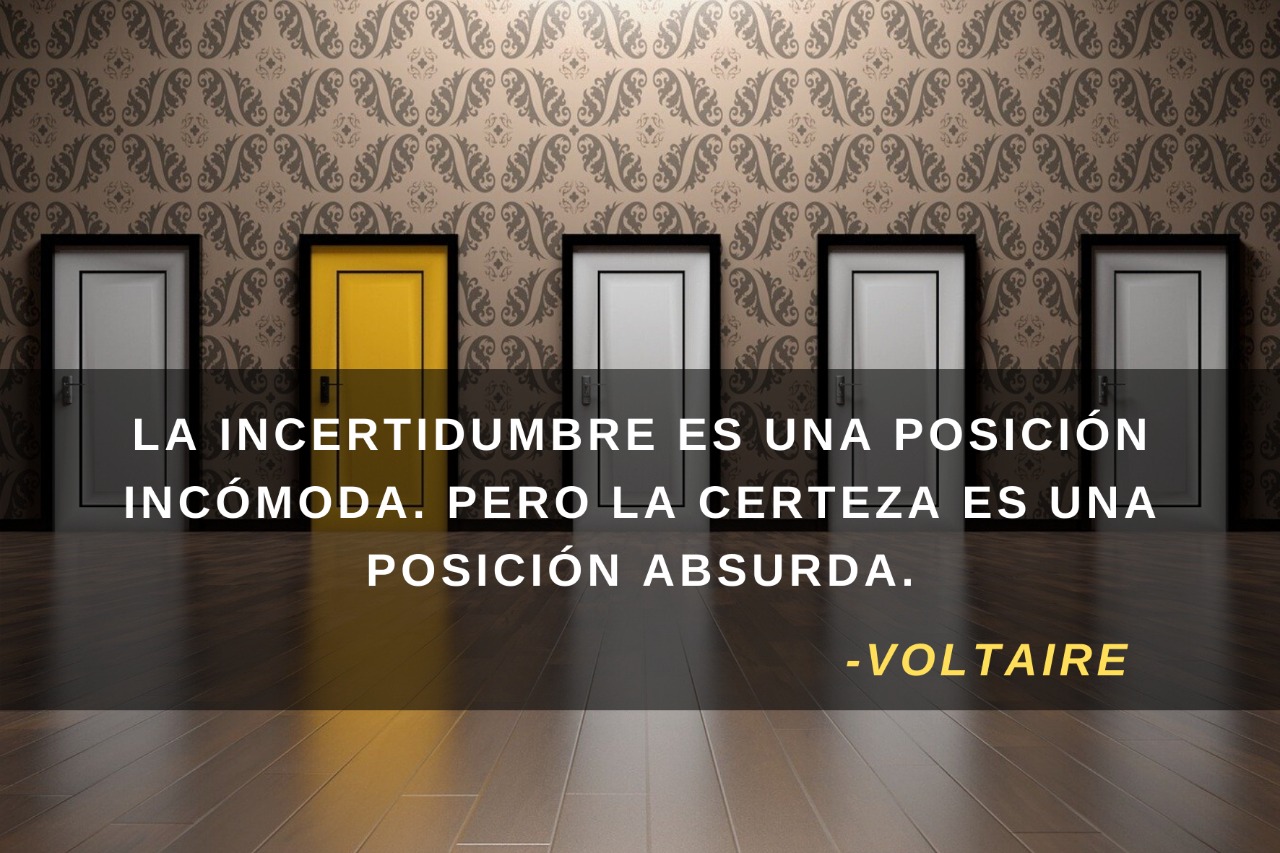 LA INCERTIDUMBRE ES UNA POSICIÓN
INCÓMODA. PERO LA CERTEZA ES UNA
POSICIÓN ABSURDA.
-VOLTAIRE